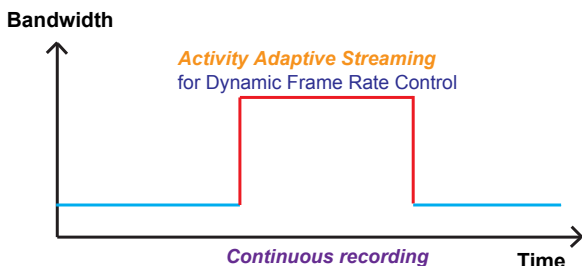 Bandwidth
Activity Adaptive Streaming
for Dynamic Frame Rate Control
Continuous recording
Time